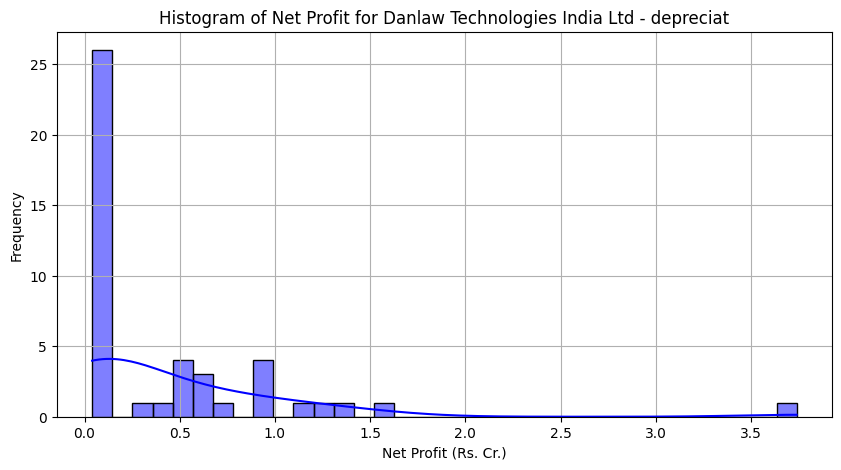 Histogram of Net Profit for Danlaw Technologies India Ltd - depreciat
25
20
15
10
5
0
Frequency
0.0 0.5 1.0 1.5 2.0 2.5 3.0 3.5
Net Profit (Rs. Cr.)